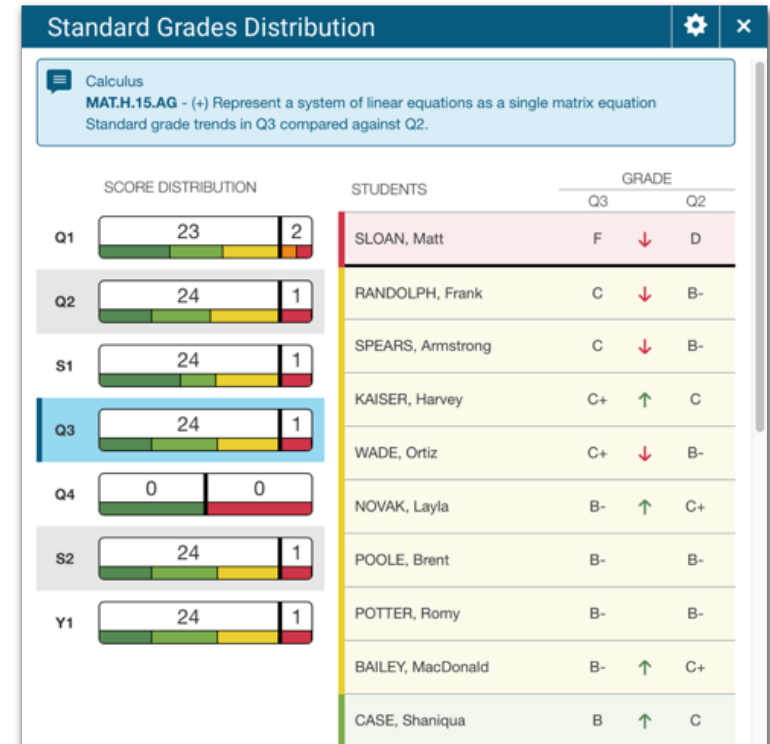 Standard Grades Distribution
Calculus
MAT.H.15.AG - (+) Represent a system of linear equations as a single matrix equation
Standard grade trends in Q3 compared against Q2.
SCORE DISTRIBUTION
Q1 23 2
Q2 24 1
S1 24 1
Q3 24 1
Q4 0 0
S2 24 1
Y1 24 1
STUDENTS GRADE
Q3 Q2
SLOAN, Matt F ↓ D
RANDOLPH, Frank C ↓ B-
SPEARS, Armstrong C ↓ B-
KAISER, Harvey C+ ↑ C
WADE, Ortiz C+ ↓ B-
NOVAK, Layla B- ↑ C+
POOLE, Brent B- B-
POTTER, Romy B- B-
BAILEY, MacDonald B- ↑ C+
CASE, Shaniqua B ↑ C